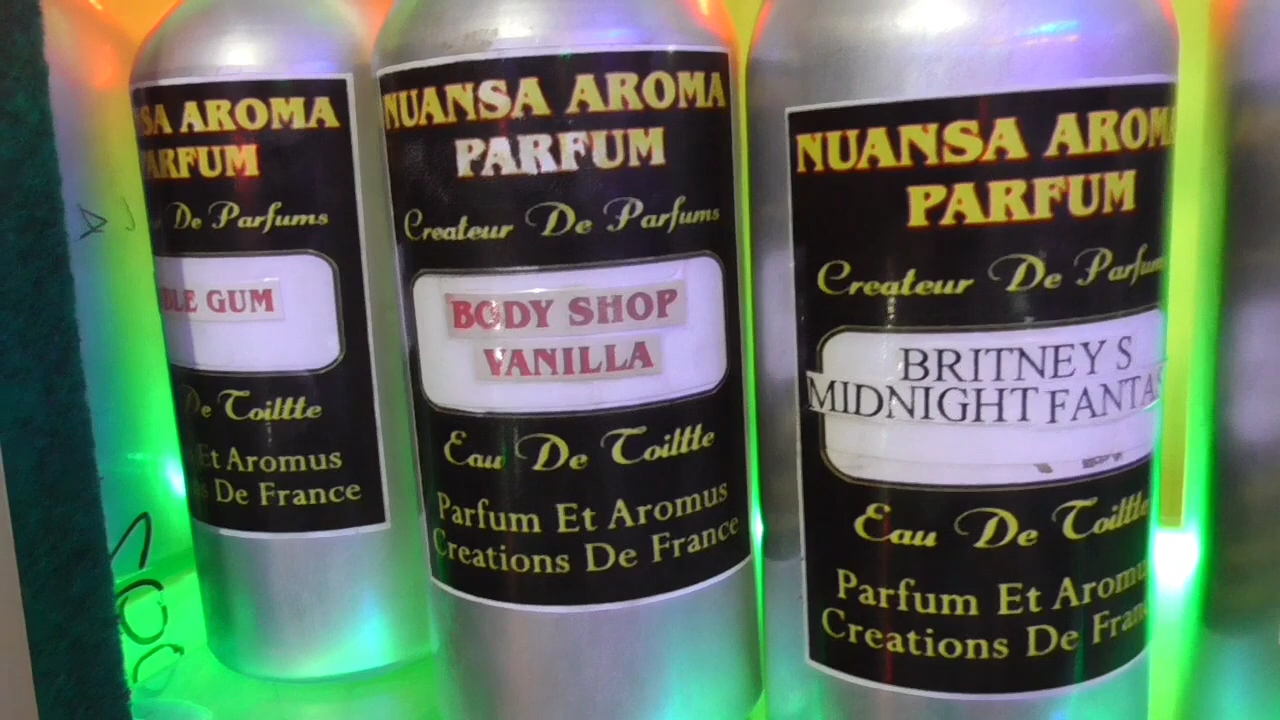 SA AROMA
PARFUM
De Parfums
BLE GUM
De Toiltte
Et Aromus
De France
NUANSA AROMA
PARFUM
Createur De Parfums
BODY SHOP
VANILLA
Eau De Toiltte
Parfum Et Aromus
Creations De France
NUANSA AROMA
PARFUM
Createur De Parfum
BRITNEY S
MIDNIGHT FANTAS
Eau De Toiltte
Parfum Et Aromu
Creations De Fran